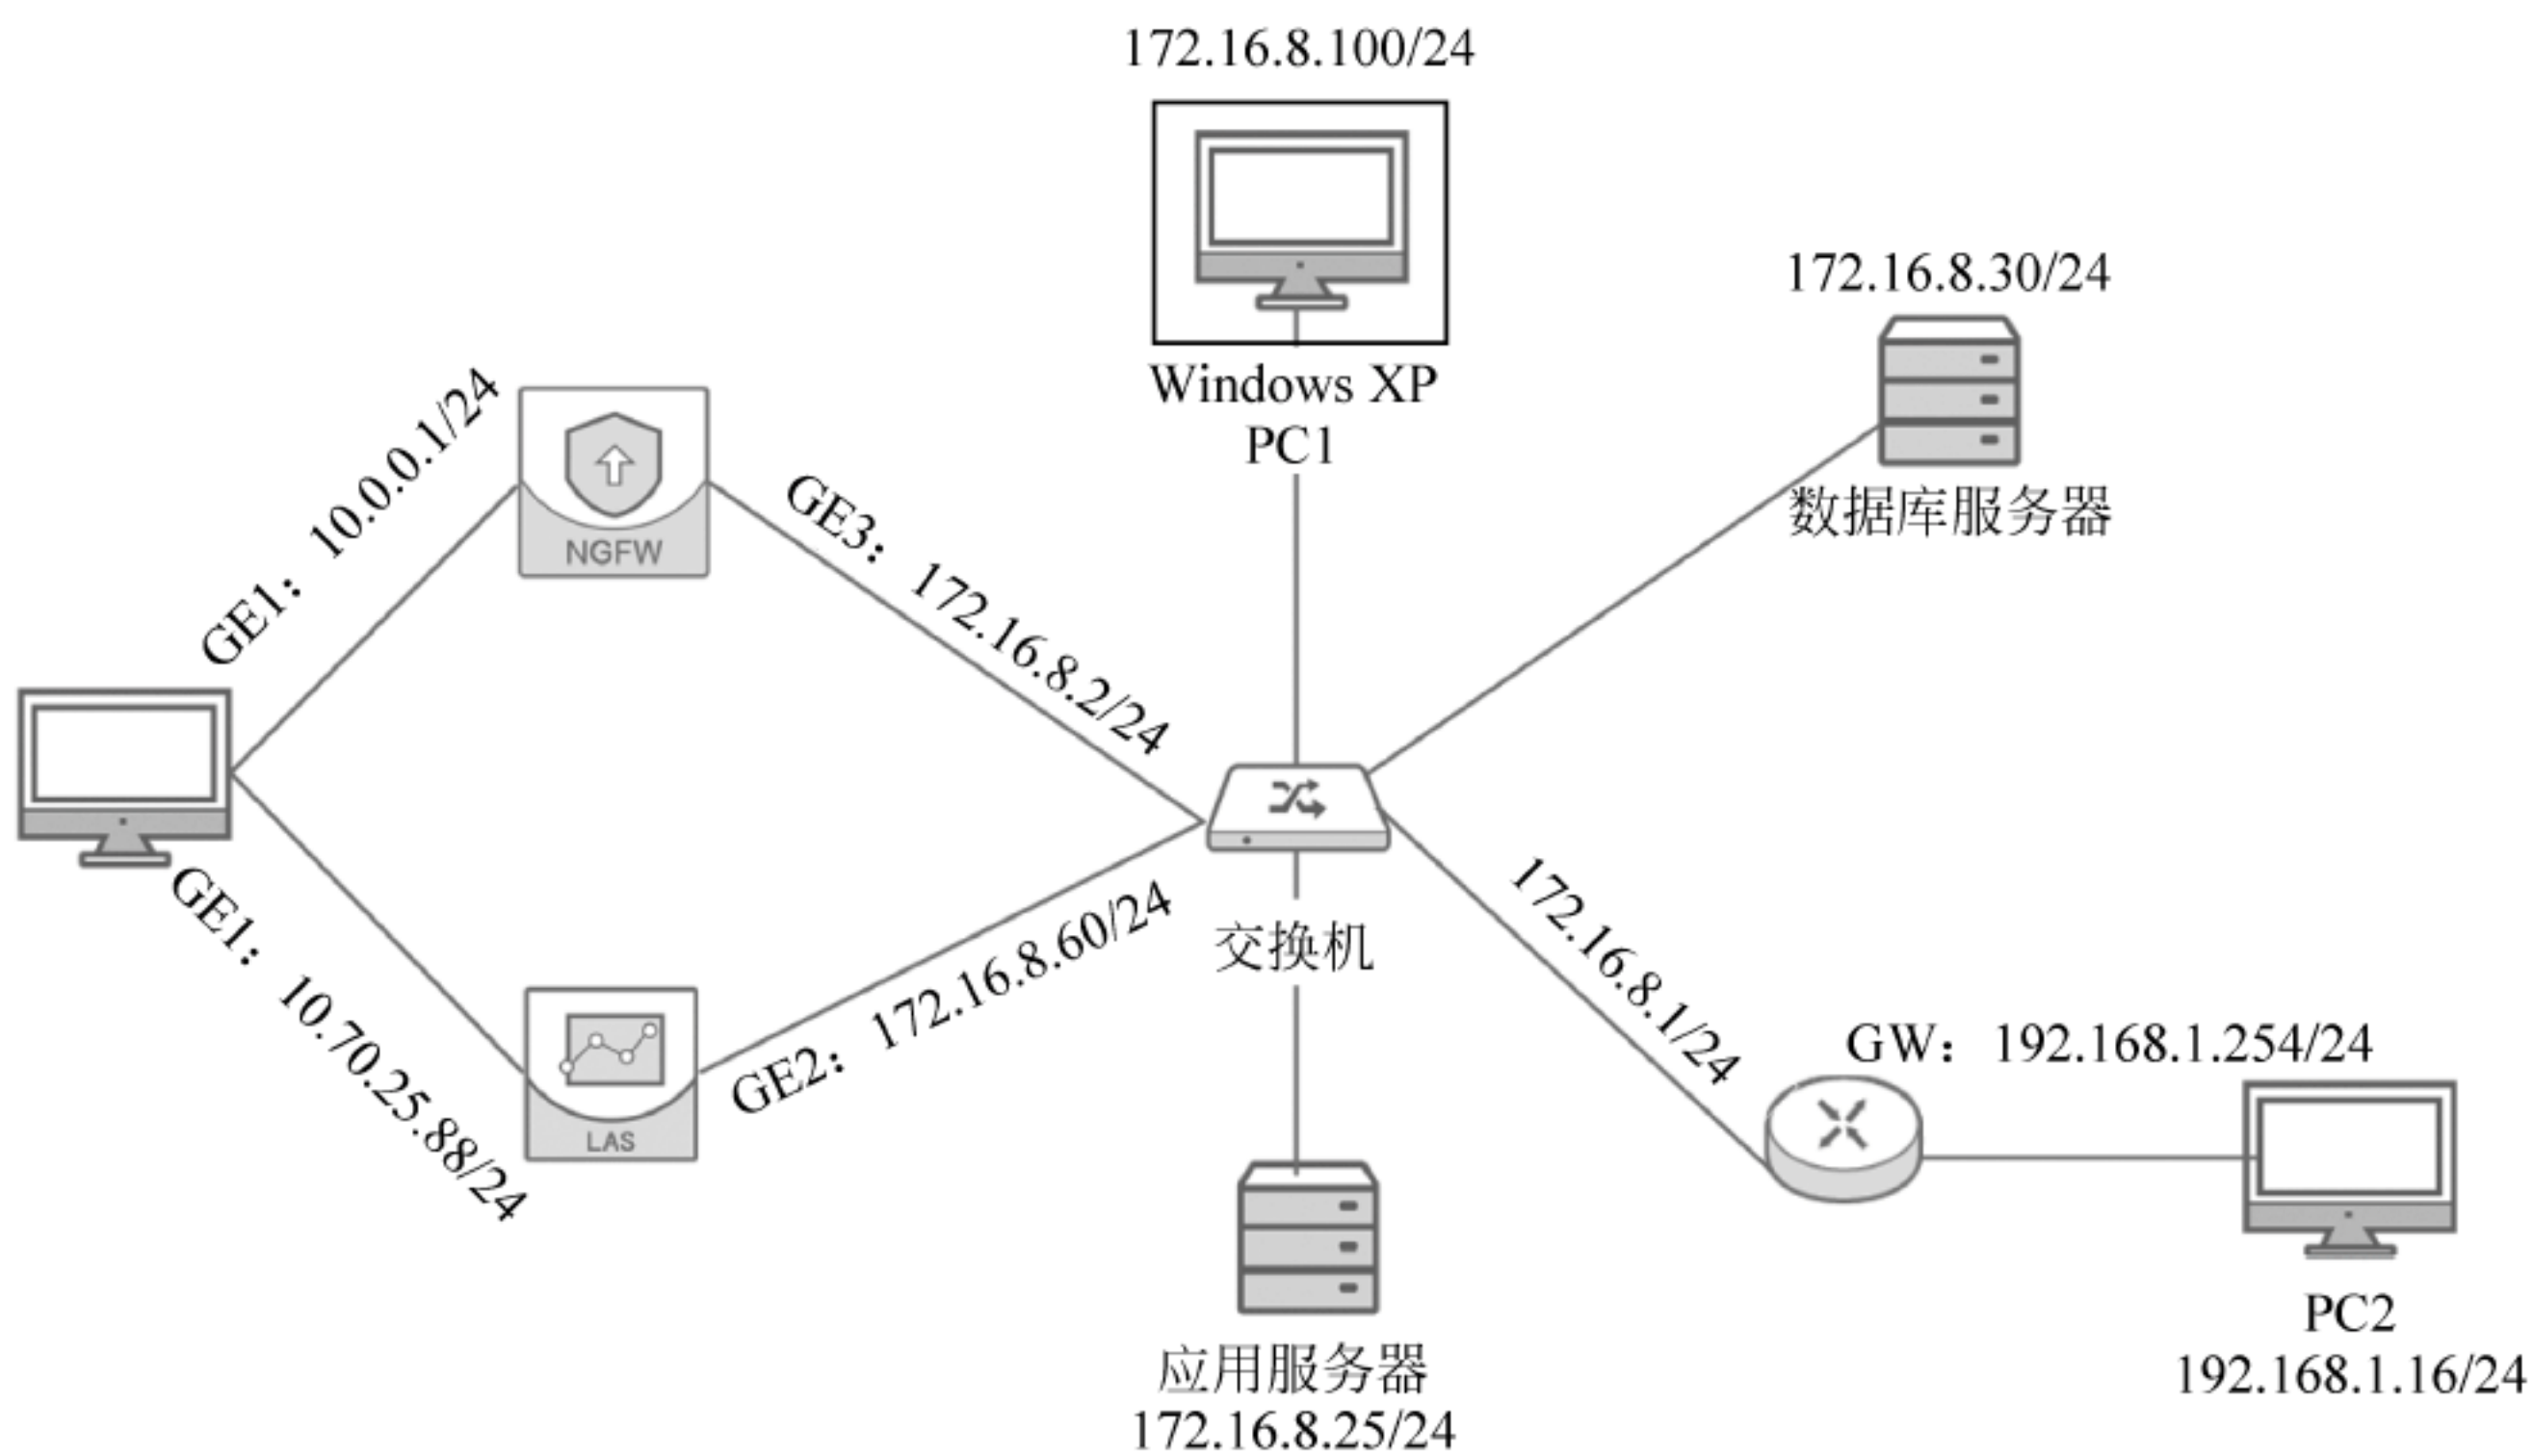 172.16.8.100/24
Windows XP
PC1
172.16.8.30/24
数据库服务器
GE1：10.0.0.1/24
NGFW
GE3：172.16.8.2/24
GE1：10.70.25.88/24
LAS
GE2：172.16.8.60/24
交换机
172.16.8.1/24
GW：192.168.1.254/24
PC2
192.168.1.16/24
应用服务器
172.16.8.25/24